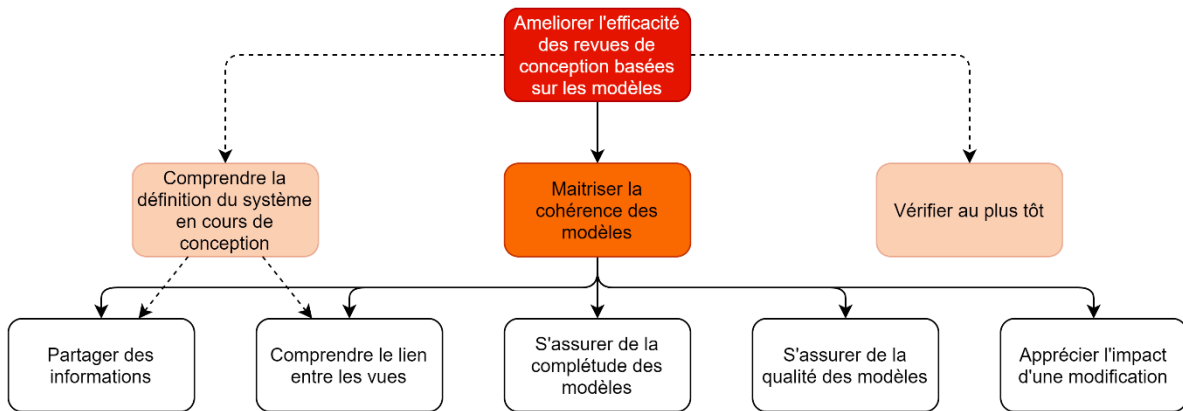 Ameliorer l'efficacité
des revues de
conception basées
sur les modèles
Comprendre la
définition du système
en cours de
conception
Maitriser la
cohérence des
modèles
Vérifier au plus tôt
Partager des
informations
Comprendre le lien
entre les vues
S'assurer de la
complétude des
modèles
S'assurer de la
qualité des modèles
Apprécier l'impact
d'une modification